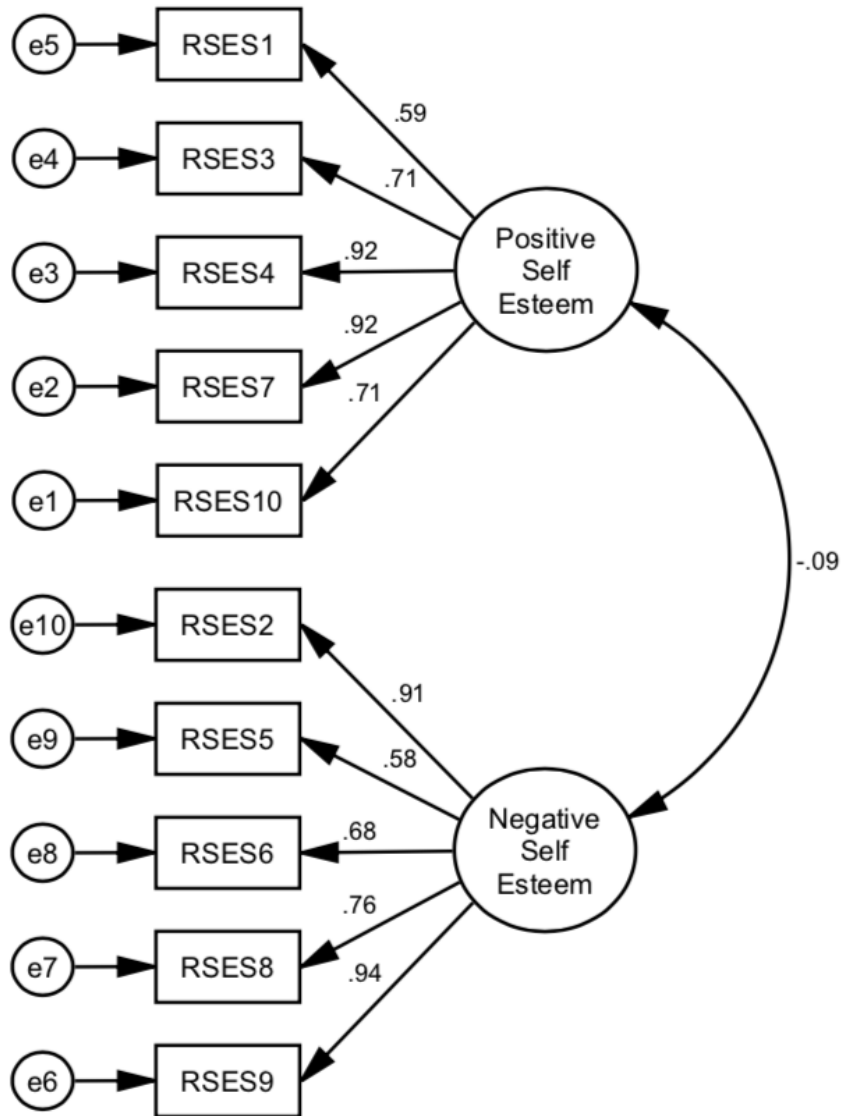 e5
RSES1
.59
e4
RSES3
.71
e3
RSES4
.92
Positive
Self
Esteem
e2
RSES7
.92
.71
e1
RSES10
-.09
e10
RSES2
.91
e9
RSES5
.58
e8
RSES6
.68
Negative
Self
Esteem
e7
RSES8
.76
.94
e6
RSES9